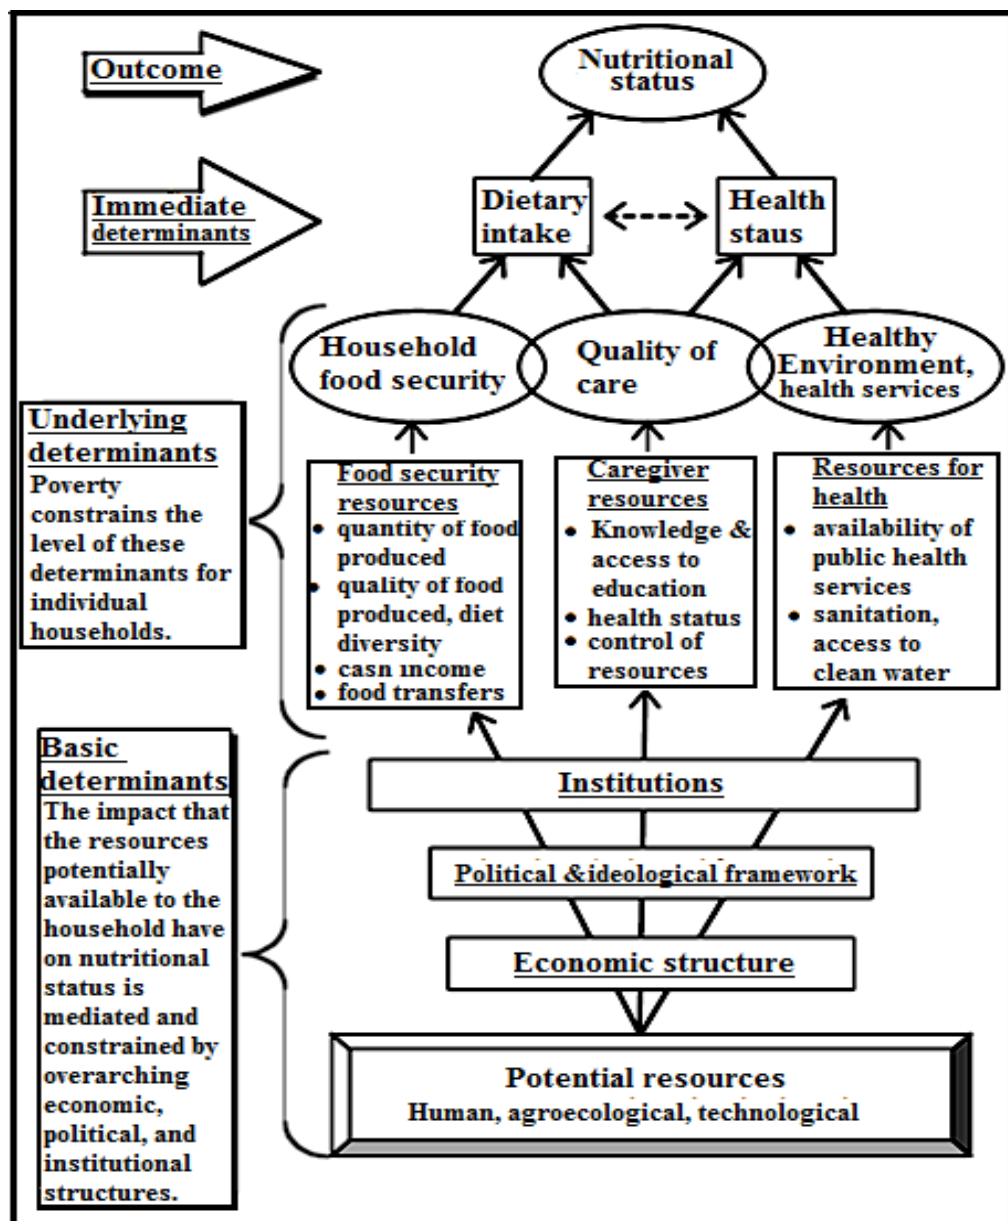 Outcome
Nutritional
status
Immediate
determinants
Dietary
intake
Health
staus
Household
food security
Quality of
care
Healthy
Environment,
health services
Underlying
determinants
Poverty
constrains the
level of these
determinants for
individual
households.
Food security
resources
• quantity of food
produced
• quality of food
produced, diet
diversity
• casn income
• food transfers
Caregiver
resources
• Knowledge &
access to
education
• health status
• control of
resources
Resources for
health
• availability of
public health
services
• sanitation,
access to
clean water
Basic
determinants
The impact that
the resources
potentially
available to the
household have
on nutritional
status is
mediated and
constrained by
overarching
economic,
political, and
institutional
structures.
Institutions
Political &ideological framework
Economic structure
Potential resources
Human, agroecological, technological